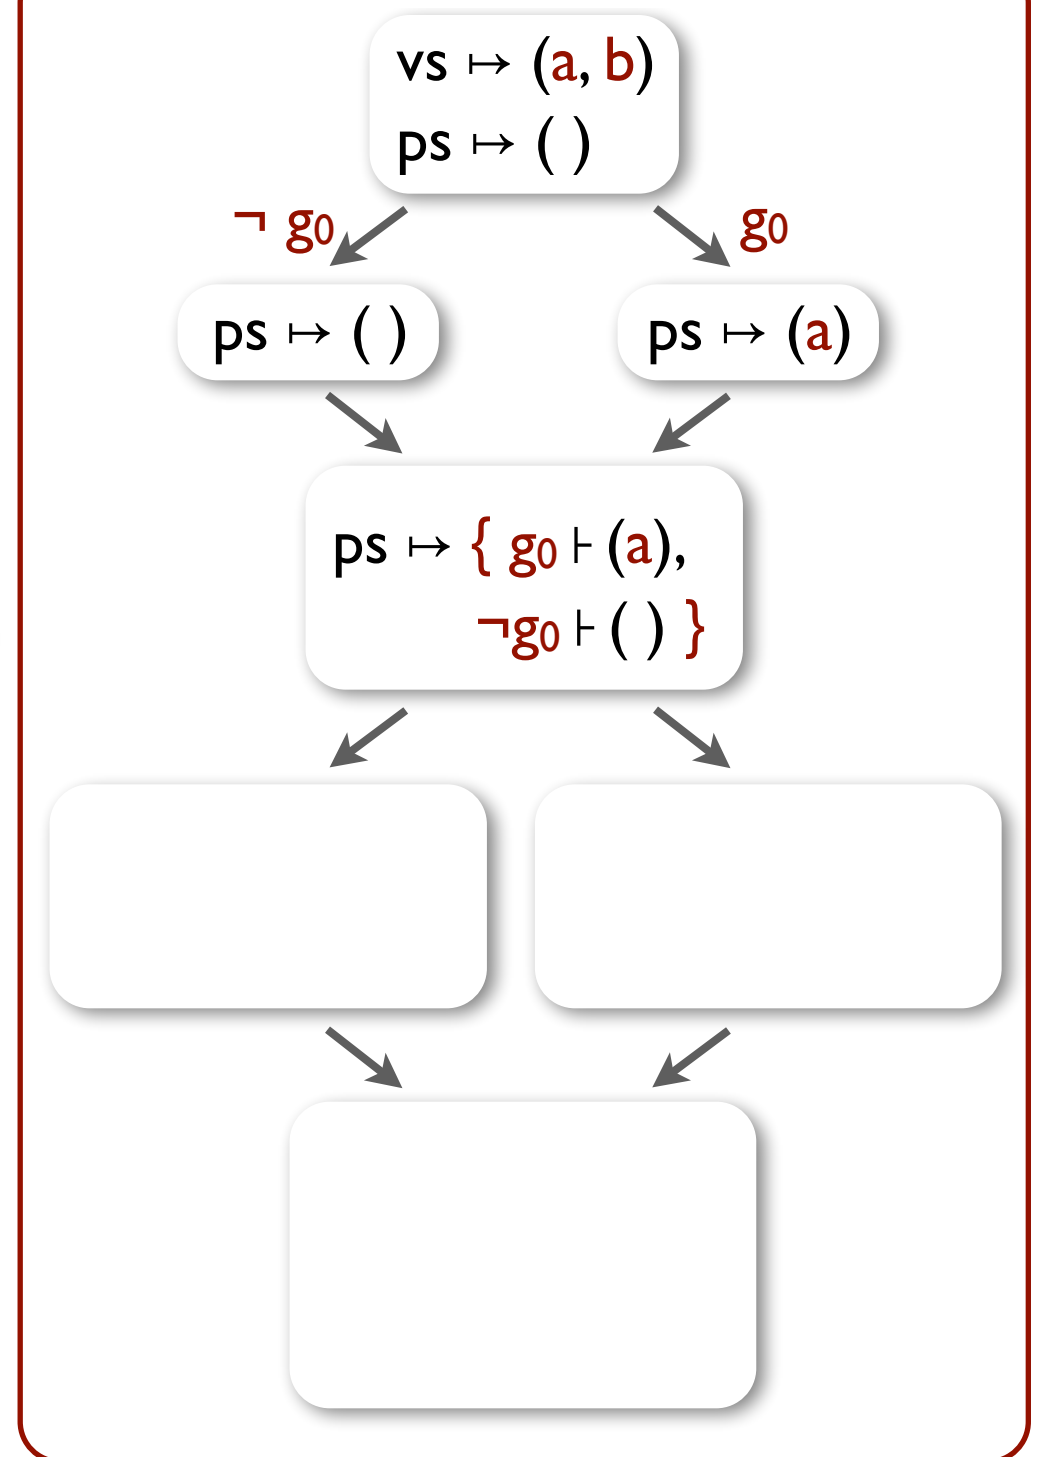 vs ↦ (a, b)
ps ↦ ( )
¬ g₀
g₀
ps ↦ ( )
ps ↦ (a)
ps ↦ { g₀ ⊦ (a),
¬g₀ ⊦ ( ) }